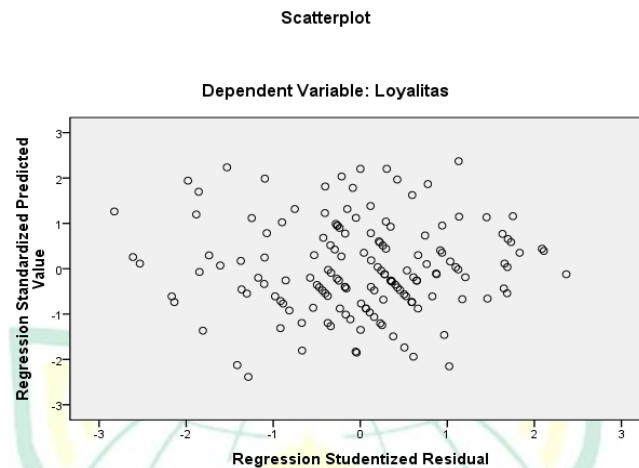 Scatterplot
Dependent Variable: Loyalitas
Regression Standardized Predicted
Value
3
2
1
0
-1
-2
-3
-3
-2
-1
0
1
2
3
Regression Studentized Residual